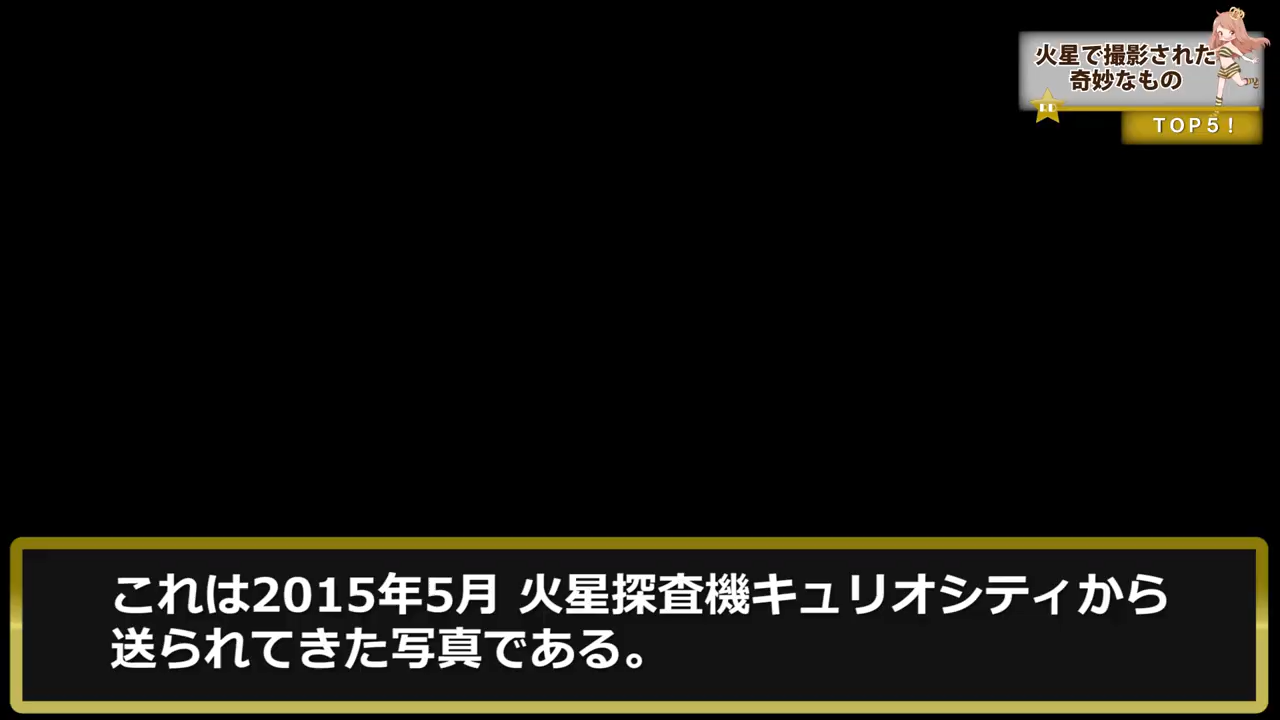 火星で撮影された
奇妙なもの
TOP5!
これは2015年5月 火星探査機キュリオシティから
送られてきた写真である。